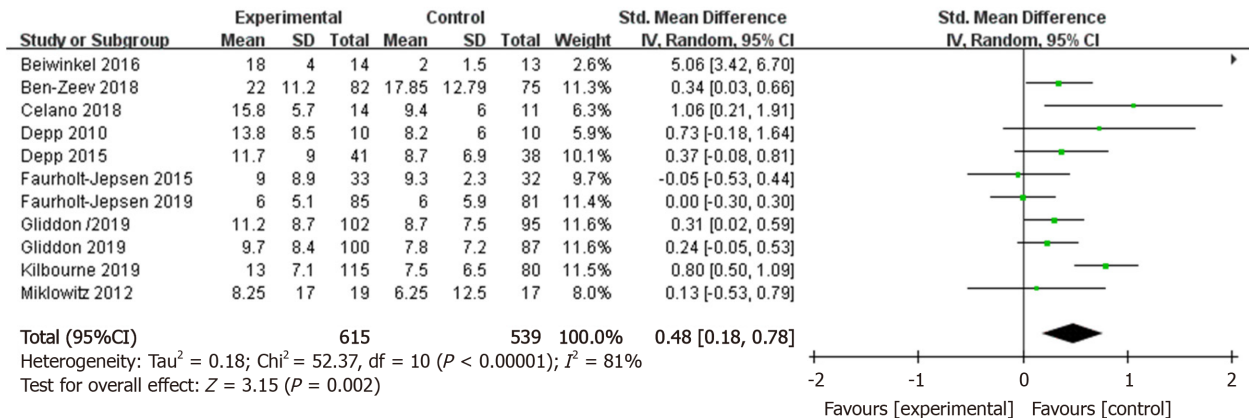 Experimental Control Std. Mean Difference Std. Mean Difference
Study or Subgroup Mean SD Total Mean SD Total Weight IV, Random, 95% CI IV, Random, 95% CI
Beiwinkel 2016 18 4 14 2 1.5 13 2.6% 5.06 [3.42, 6.70]
Ben-Zeev 2018 22 11.2 82 17.85 12.79 75 11.3% 0.34 [0.03, 0.66]
Celano 2018 15.8 5.7 14 9.4 6 11 6.3% 1.06 [0.21, 1.91]
Depp 2010 13.8 8.5 10 8.2 6 10 5.9% 0.73 [-0.18, 1.64]
Depp 2015 11.7 9 41 8.7 6.9 38 10.1% 0.37 [-0.08, 0.81]
Faurholt-Jepsen 2015 9 8.9 33 9.3 2.3 32 9.7% -0.05 [-0.53, 0.44]
Faurholt-Jepsen 2019 6 5.1 85 6 5.9 81 11.4% 0.00 [-0.30, 0.30]
Gliddon /2019 11.2 8.7 102 8.7 7.5 95 11.6% 0.31 [0.02, 0.59]
Gliddon 2019 9.7 8.4 100 7.8 7.2 87 11.6% 0.24 [-0.05, 0.53]
Kilbourne 2019 13 7.1 115 7.5 6.5 80 11.5% 0.80 [0.50, 1.09]
Miklowitz 2012 8.25 17 19 6.25 12.5 17 8.0% 0.13 [-0.53, 0.79]
Total (95%CI) 615 539 100.0% 0.48 [0.18, 0.78]
Heterogeneity: Tau² = 0.18; Chi² = 52.37, df = 10 (P < 0.00001); I² = 81%
Test for overall effect: Z = 3.15 (P = 0.002)
-2 -1 0 1 2
Favours [experimental] Favours [control]